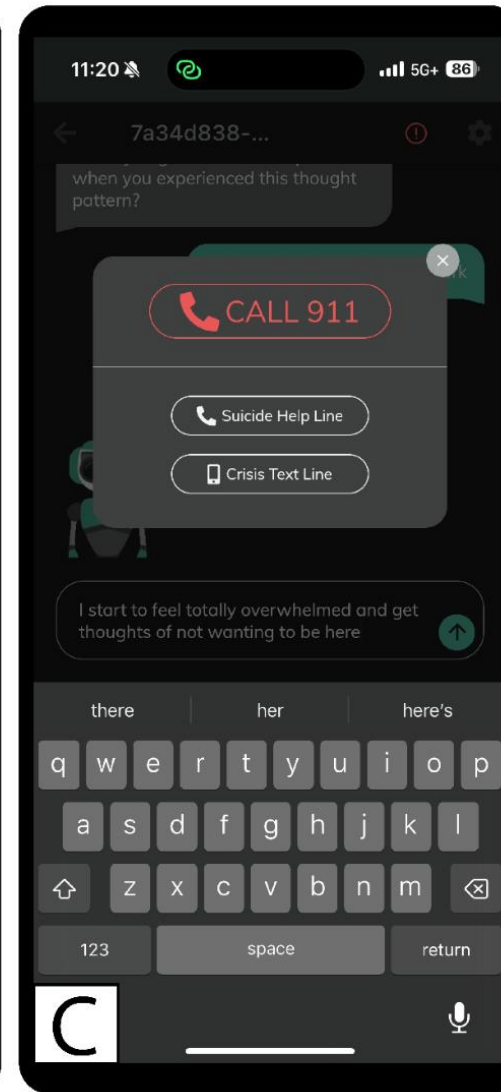 11:20
5G+ 86
7a34d838-...
when you experienced this thought
pattern?
CALL 911
Suicide Help Line
Crisis Text Line
I start to feel totally overwhelmed and get
thoughts of not wanting to be here
there her here's
q w e r t y u i o p
a s d f g h j k l
z x c v b n m
123 space return
C